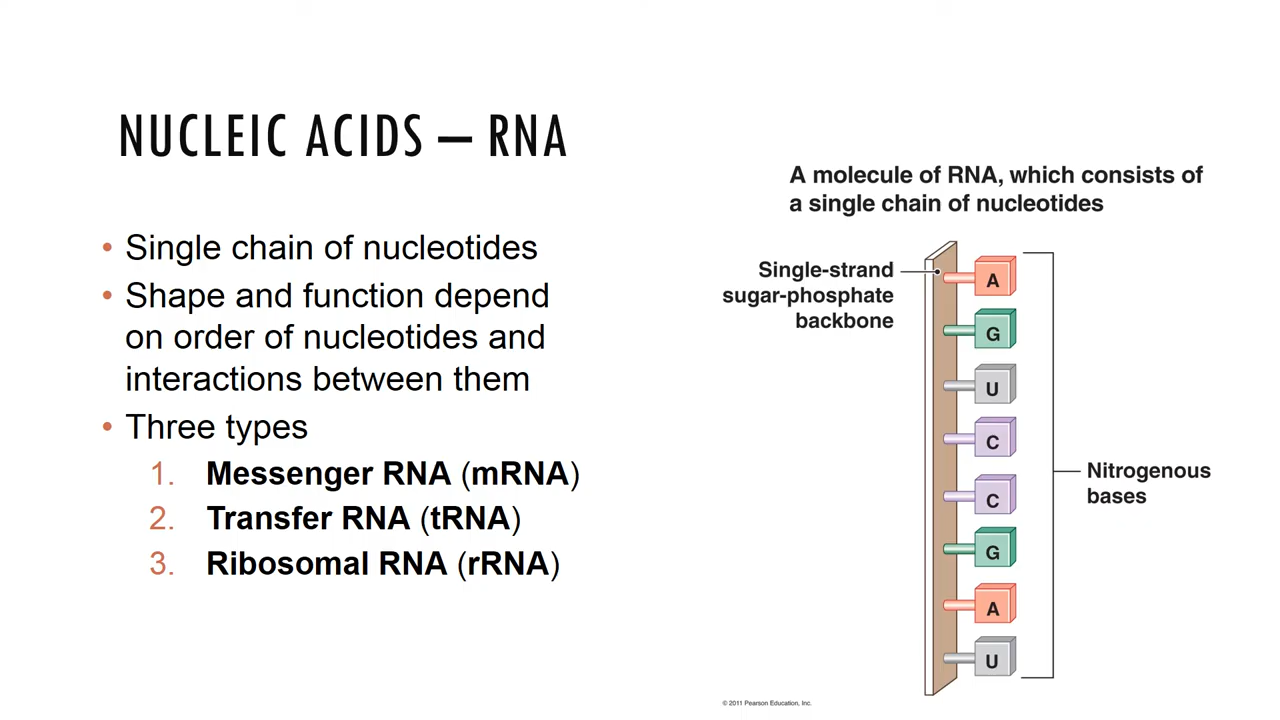 NUCLEIC ACIDS – RNA
• Single chain of nucleotides
• Shape and function depend
on order of nucleotides and
interactions between them
• Three types
1. Messenger RNA (mRNA)
2. Transfer RNA (tRNA)
3. Ribosomal RNA (rRNA)
A molecule of RNA, which consists of
a single chain of nucleotides
Single-strand
sugar-phosphate
backbone
A
G
U
C
C
G
A
U
Nitrogenous
bases
© 2011 Pearson Education, Inc.